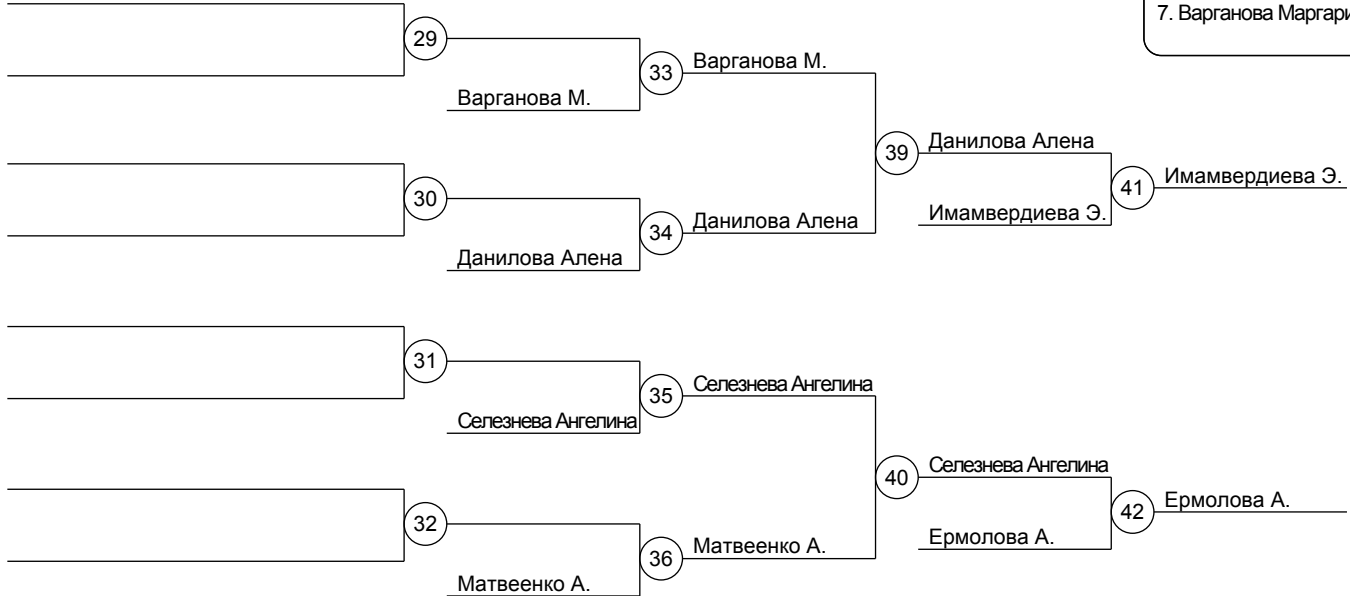 7. Варганова Маргари
29
33
Варганова М.
Варганова М.
39
Данилова Алена
41
Имамвердиева Э.
30
34
Данилова Алена
Имамвердиева Э.
Данилова Алена
31
35
Селезнева Ангелина
Селезнева Ангелина
40
Селезнева Ангелина
42
Ермолова А.
32
36
Матвеенко А.
Ермолова А.
Матвеенко А.